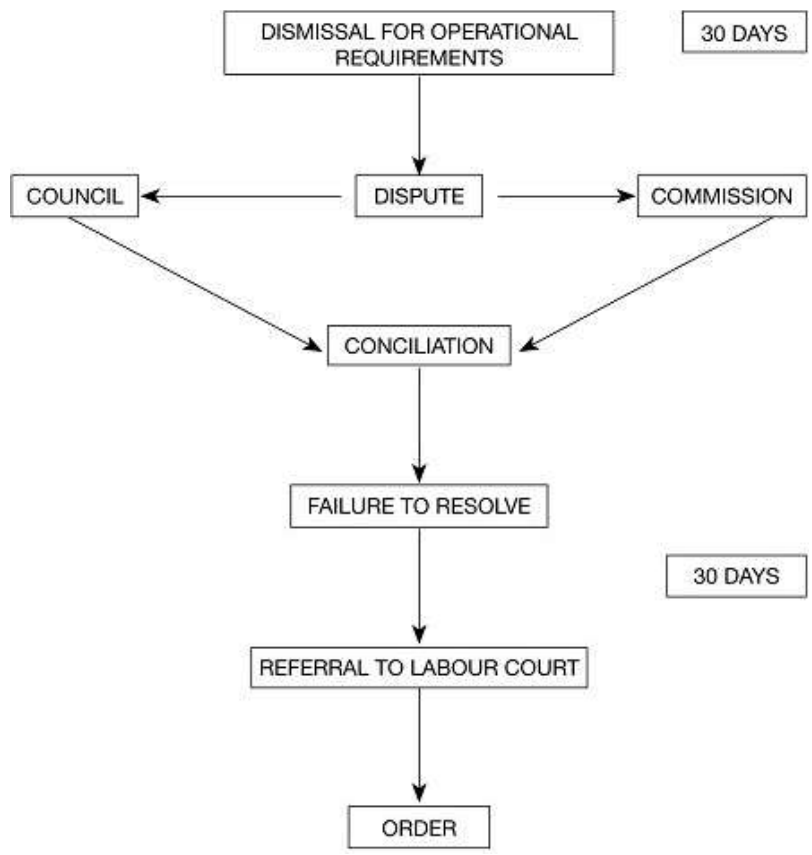 DISMISSAL FOR OPERATIONAL
REQUIREMENTS
30 DAYS
COUNCIL
DISPUTE
COMMISSION
CONCILIATION
FAILURE TO RESOLVE
30 DAYS
REFERRAL TO LABOUR COURT
ORDER